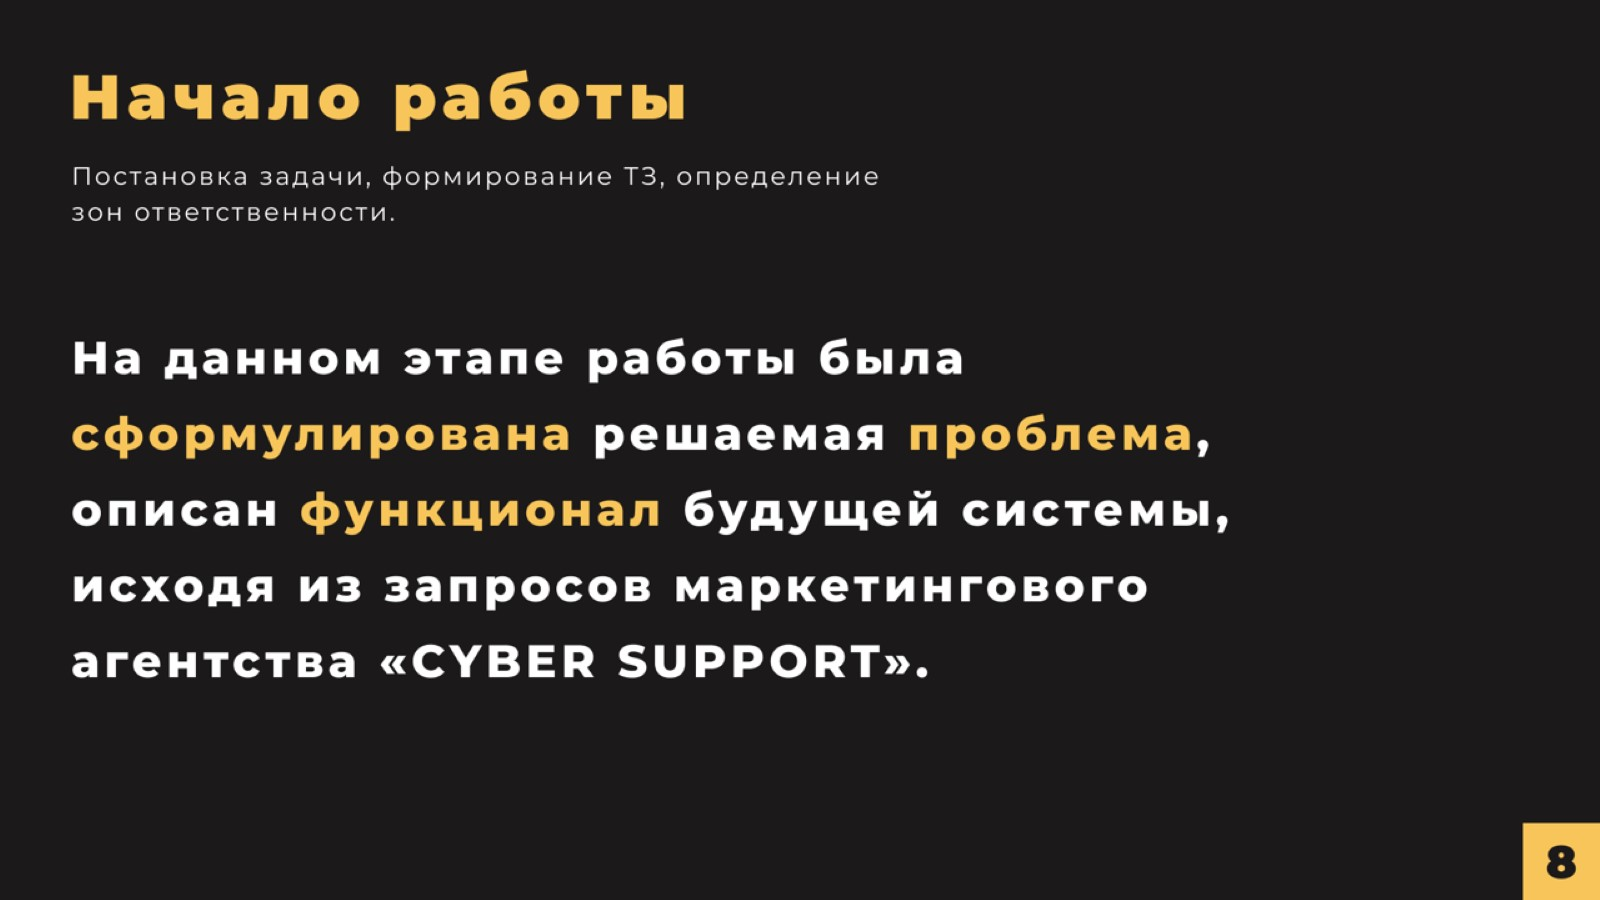 Начало работы
Постановка задачи, формирование ТЗ, определение
зон ответственности.
На данном этапе работы была
сформулирована решаемая проблема,
описан функционал будущей системы,
исходя из запросов маркетингового
агентства «CYBER SUPPORT».
8